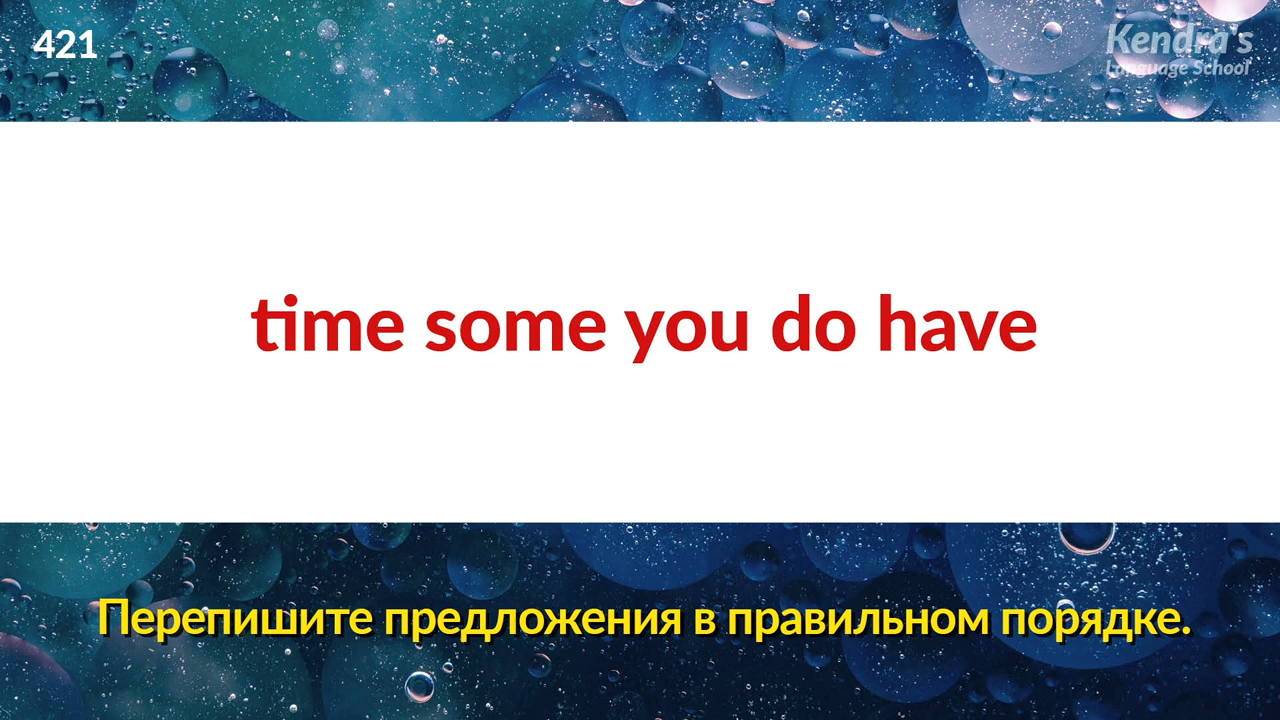 421
Kendra's
Language School
time some you do have
Перепишите предложения в правильном порядке.